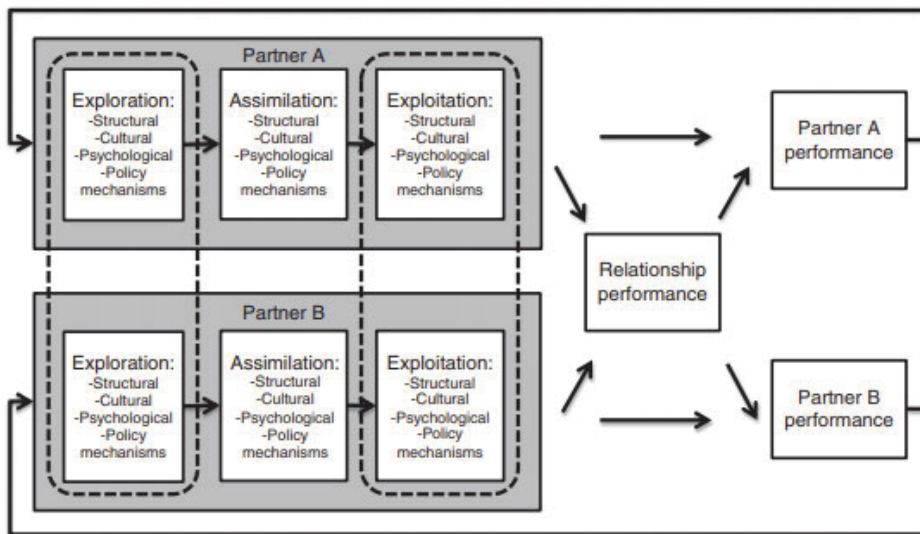 Partner A
Exploration:
-Structural
-Cultural
-Psychological
-Policy
mechanisms
Assimilation:
-Structural
-Cultural
-Psychological
-Policy
mechanisms
Exploitation:
-Structural
-Cultural
-Psychological
-Policy
mechanisms
Partner A
performance
Relationship
performance
Partner B
Exploration:
-Structural
-Cultural
-Psychological
-Policy
mechanisms
Assimilation:
-Structural
-Cultural
-Psychological
-Policy
mechanisms
Exploitation:
-Structural
-Cultural
-Psychological
-Policy
mechanisms
Partner B
performance